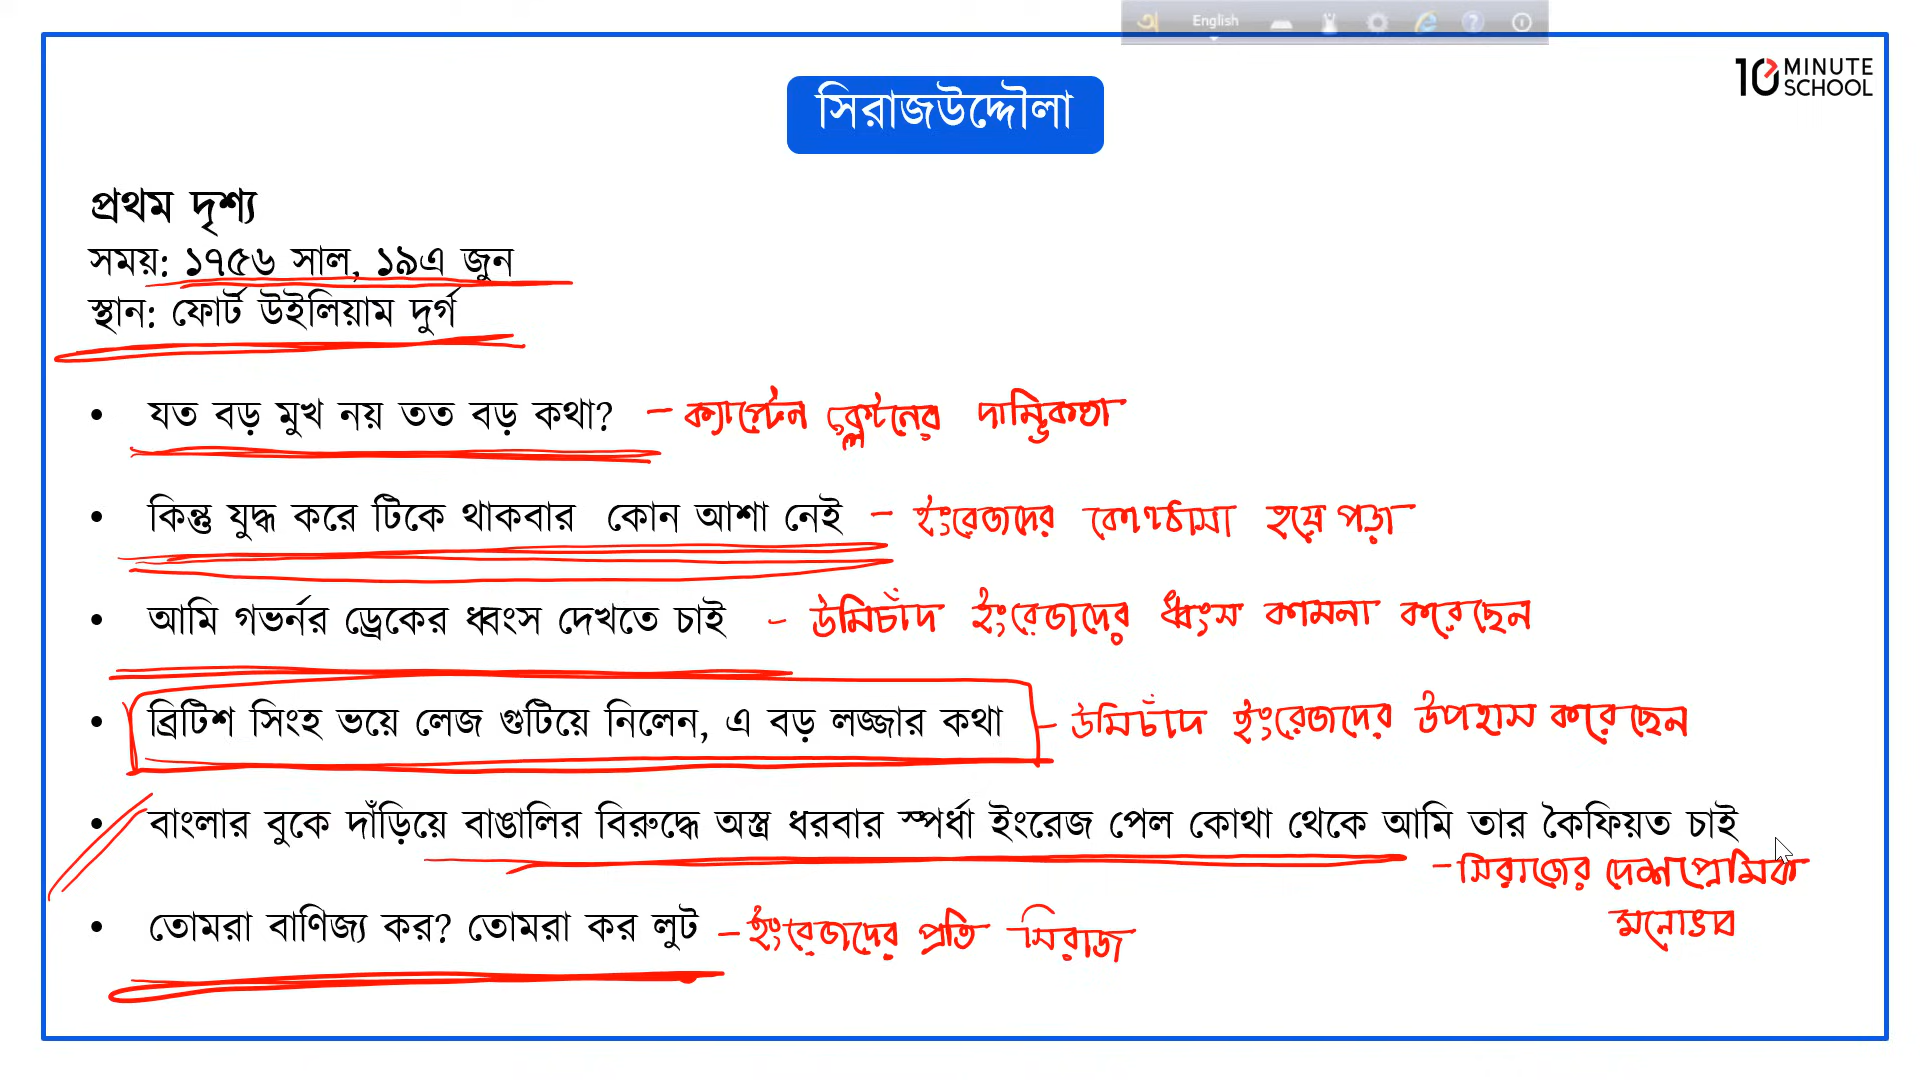 English
10 MINUTE SCHOOL
সিরাজউদ্দৌলা
প্রথম দৃশ্য
সময়: ১৭৫৬ সাল, ১৯এ জুন
স্থান: ফোর্ট উইলিয়াম দুর্গ
• যত বড় মুখ নয় তত বড় কথা? – ক্যাপ্টেন ক্লেটনের দাম্ভিকতা
• কিন্তু যুদ্ধ করে টিকে থাকবার কোন আশা নেই – ইংরেজদের কোণঠাসা হয়ে পড়া
• আমি গভর্নর ড্রেকের ধ্বংস দেখতে চাই – উমিচাঁদ ইংরেজদের ধ্বংস কামনা করেছেন
• ব্রিটিশ সিংহ ভয়ে লেজ গুটিয়ে নিলেন, এ বড় লজ্জার কথা – উমিচাঁদ ইংরেজদের উপহাস করেছেন
• বাংলার বুকে দাঁড়িয়ে বাঙালির বিরুদ্ধে অস্ত্র ধরবার স্পর্ধা ইংরেজ পেল কোথা থেকে আমি তার কৈফিয়ত চাই
– সিরাজের দেশপ্রেমিক
মনোভাব
• তোমরা বাণিজ্য কর? তোমরা কর লুট – ইংরেজদের প্রতি সিরাজ